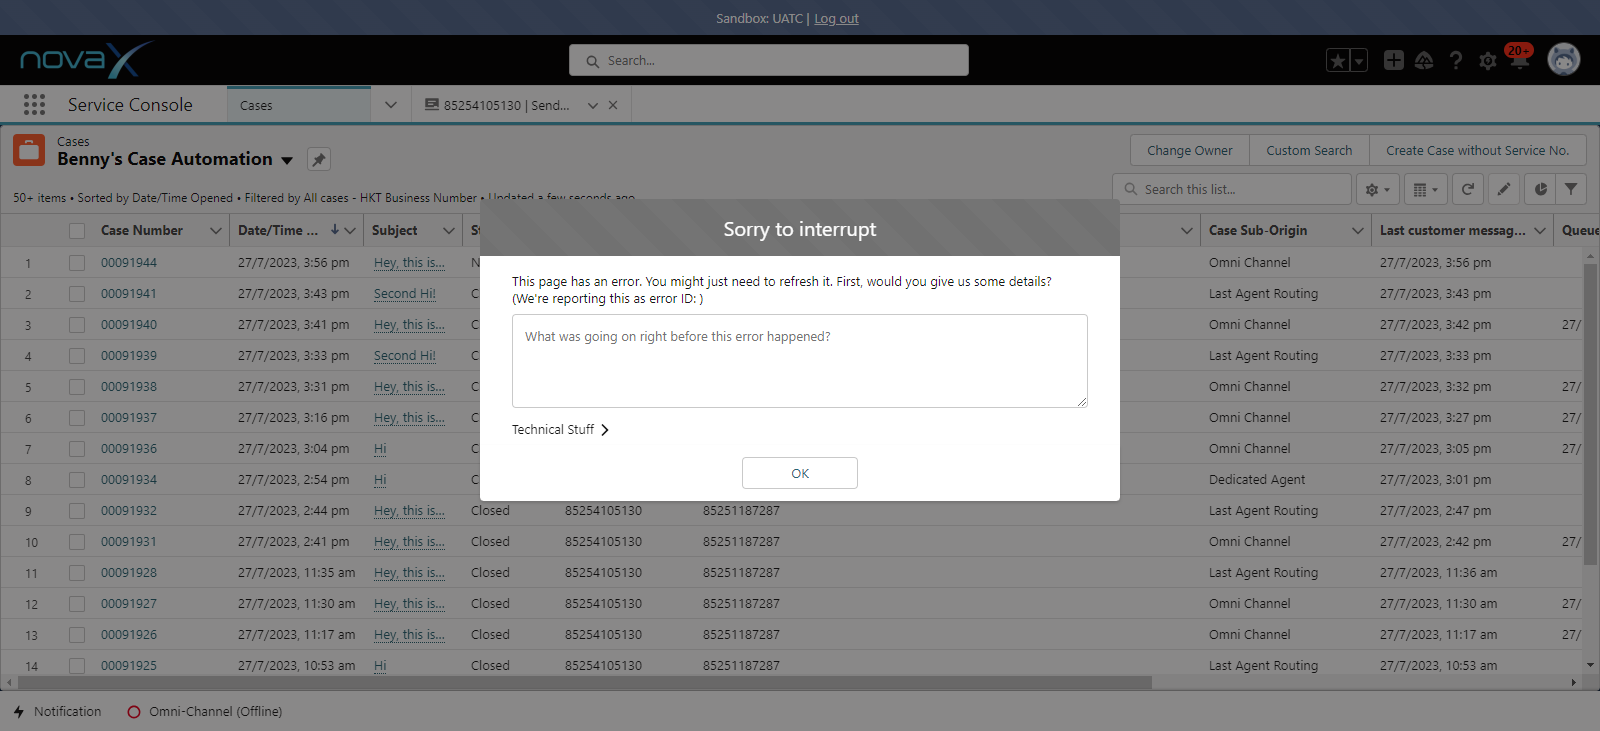 Sandbox: UATC | Log out
novaX
Search...
20+
Service Console
Cases
85254105130 | Send...
Cases
Benny's Case Automation
Change Owner
Custom Search
Create Case without Service No.
50+ items • Sorted by Date/Time Opened • Filtered by All cases - HKT Business Number • Updated a few seconds ago
Search this list...
Case Number Date/Time ... Subject Case Sub-Origin Last customer messag... Queue
1 00091944 27/7/2023, 3:56 pm Hey, this is... Omni Channel 27/7/2023, 3:56 pm
2 00091941 27/7/2023, 3:43 pm Second Hi! Last Agent Routing 27/7/2023, 3:43 pm
3 00091940 27/7/2023, 3:41 pm Hey, this is... Omni Channel 27/7/2023, 3:42 pm 27/
4 00091939 27/7/2023, 3:33 pm Second Hi! Last Agent Routing 27/7/2023, 3:33 pm
5 00091938 27/7/2023, 3:31 pm Hey, this is... Omni Channel 27/7/2023, 3:32 pm 27/
6 00091937 27/7/2023, 3:16 pm Hey, this is... Omni Channel 27/7/2023, 3:27 pm 27/
7 00091936 27/7/2023, 3:04 pm Hi Omni Channel 27/7/2023, 3:05 pm 27/
8 00091934 27/7/2023, 2:54 pm Hi Dedicated Agent 27/7/2023, 3:01 pm
9 00091932 27/7/2023, 2:44 pm Hey, this is... Closed 85254105130 85251187287 Last Agent Routing 27/7/2023, 2:47 pm
10 00091931 27/7/2023, 2:41 pm Hey, this is... Closed 85254105130 85251187287 Omni Channel 27/7/2023, 2:42 pm 27/
11 00091928 27/7/2023, 11:35 am Hey, this is... Closed 85254105130 85251187287 Last Agent Routing 27/7/2023, 11:36 am
12 00091927 27/7/2023, 11:30 am Hey, this is... Closed 85254105130 85251187287 Omni Channel 27/7/2023, 11:30 am 27/
13 00091926 27/7/2023, 11:17 am Hey, this is... Closed 85254105130 85251187287 Omni Channel 27/7/2023, 11:17 am 27/
14 00091925 27/7/2023, 10:53 am Hi Closed 85254105130 85251187287 Last Agent Routing 27/7/2023, 10:53 am
Sorry to interrupt
This page has an error. You might just need to refresh it. First, would you give us some details?
(We're reporting this as error ID: )
What was going on right before this error happened?
Technical Stuff
OK
Notification
Omni-Channel (Offline)